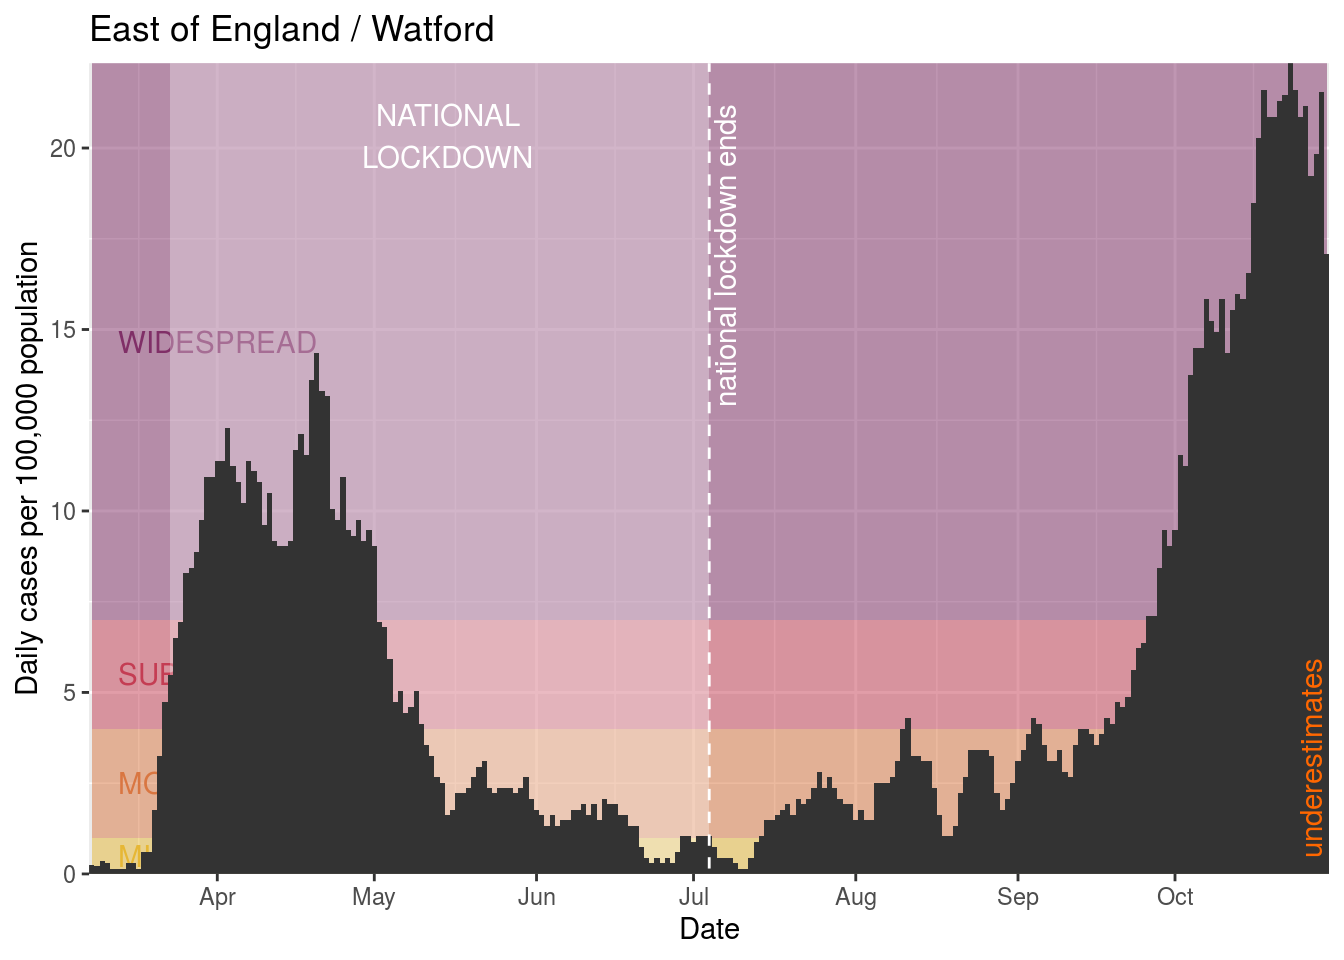 East of England / Watford
Daily cases per 100,000 population
20
15
10
5
0
NATIONAL
LOCKDOWN
national lockdown ends
WIDESPREAD
underestimates
Apr
May
Jun
Jul
Aug
Sep
Oct
Date